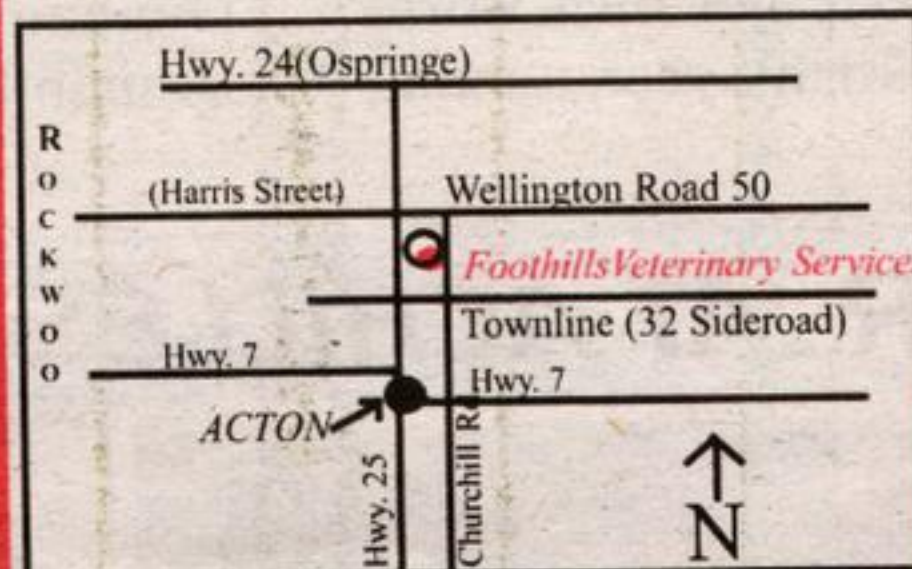 Hwy. 24(Ospringe)
ROCKWOO
(Harris Street)
Wellington Road 50
FoothillsVeterinary Service
Townline (32 Sideroad)
Hwy. 7
Hwy. 7
ACTON
Hwy. 25
Churchill R
N